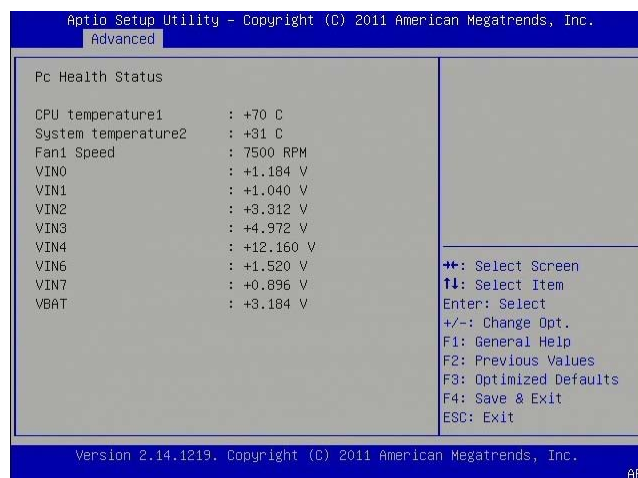 Aptio Setup Utility – Copyright (C) 2011 American Megatrends, Inc.
Advanced
Pc Health Status
CPU temperature1 : +70 C
System temperature2 : +31 C
Fan1 Speed : 7500 RPM
VIN0 : +1.184 V
VIN1 : +1.040 V
VIN2 : +3.312 V
VIN3 : +4.972 V
VIN4 : +12.160 V
VIN6 : +1.520 V
VIN7 : +0.896 V
VBAT : +3.184 V
→←: Select Screen
↑↓: Select Item
Enter: Select
+/-: Change Opt.
F1: General Help
F2: Previous Values
F3: Optimized Defaults
F4: Save & Exit
ESC: Exit
Version 2.14.1219. Copyright (C) 2011 American Megatrends, Inc.